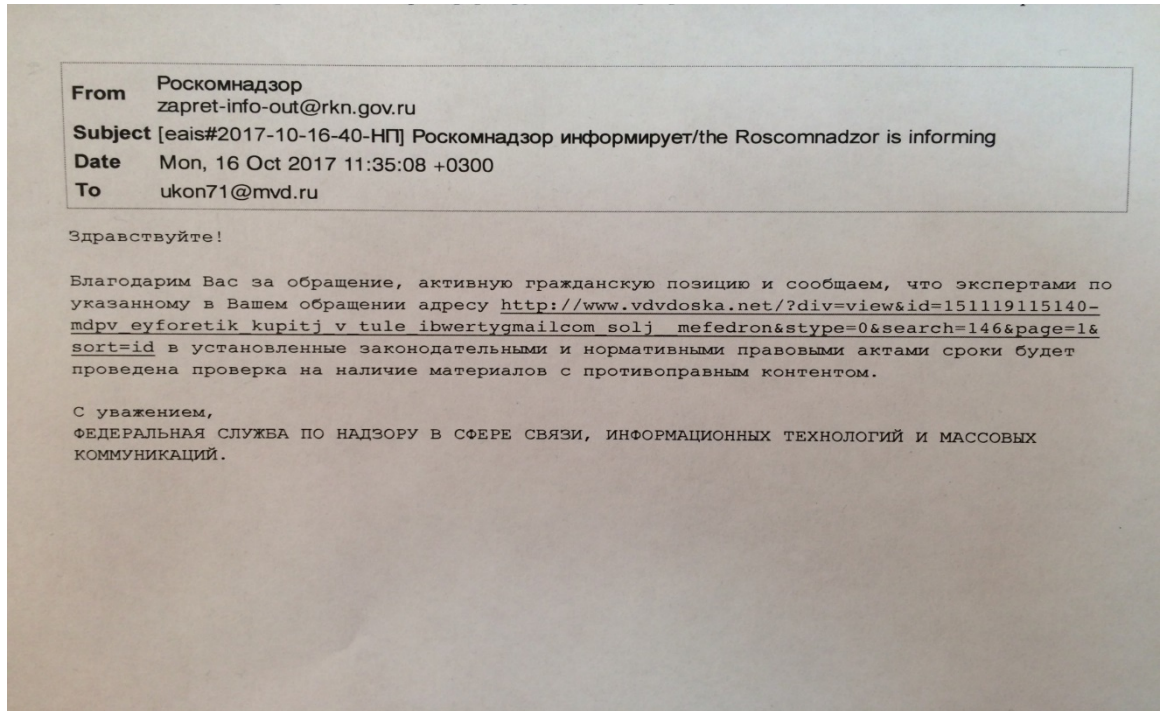 From Роскомнадзор
zapret-info-out@rkn.gov.ru
Subject [eais#2017-10-16-40-НП] Роскомнадзор информирует/the Roscomnadzor is informing
Date Mon, 16 Oct 2017 11:35:08 +0300
To ukon71@mvd.ru
Здравствуйте!
Благодарим Вас за обращение, активную гражданскую позицию и сообщаем, что экспертами по
указанному в Вашем обращении адресу http://www.vdvdoska.net/?div=view&id=151119115140-
mdpv_eyforetik_kupitj_v_tule_ibwertygmailcom_solj__mefedron&stype=0&search=146&page=1&
sort=id в установленные законодательными и нормативными правовыми актами сроки будет
проведена проверка на наличие материалов с противоправным контентом.
С уважением,
ФЕДЕРАЛЬНАЯ СЛУЖБА ПО НАДЗОРУ В СФЕРЕ СВЯЗИ, ИНФОРМАЦИОННЫХ ТЕХНОЛОГИЙ И МАССОВЫХ
КОММУНИКАЦИЙ.